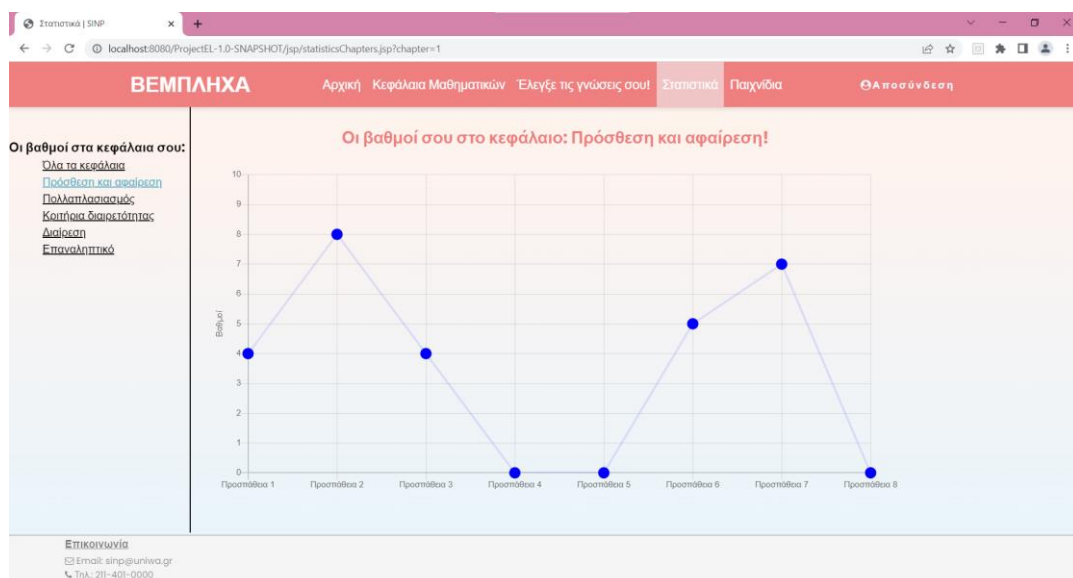 Στατιστικά | SINP
localhost:8080/ProjectEL-1.0-SNAPSHOT/jsp/statisticsChapters.jsp?chapter=1
ΒΕΜΠΛΗΧΑ
Αρχική Κεφάλαια Μαθηματικών Έλεγξε τις γνώσεις σου! Στατιστικά Παιχνίδια Αποσύνδεση
Οι βαθμοί στα κεφάλαια σου:
Όλα τα κεφάλαια
Πρόσθεση και αφαίρεση
Πολλαπλασιασμός
Κριτήρια διαιρετότητας
Διαίρεση
Επαναληπτικό
Οι βαθμοί σου στο κεφάλαιο: Πρόσθεση και αφαίρεση!
Βαθμοί
10
9
8
7
6
5
4
3
2
1
0
Προσπάθεια 1 Προσπάθεια 2 Προσπάθεια 3 Προσπάθεια 4 Προσπάθεια 5 Προσπάθεια 6 Προσπάθεια 7 Προσπάθεια 8
Επικοινωνία
Email: sinp@uniwa.gr
Τηλ.: 211-401-0000